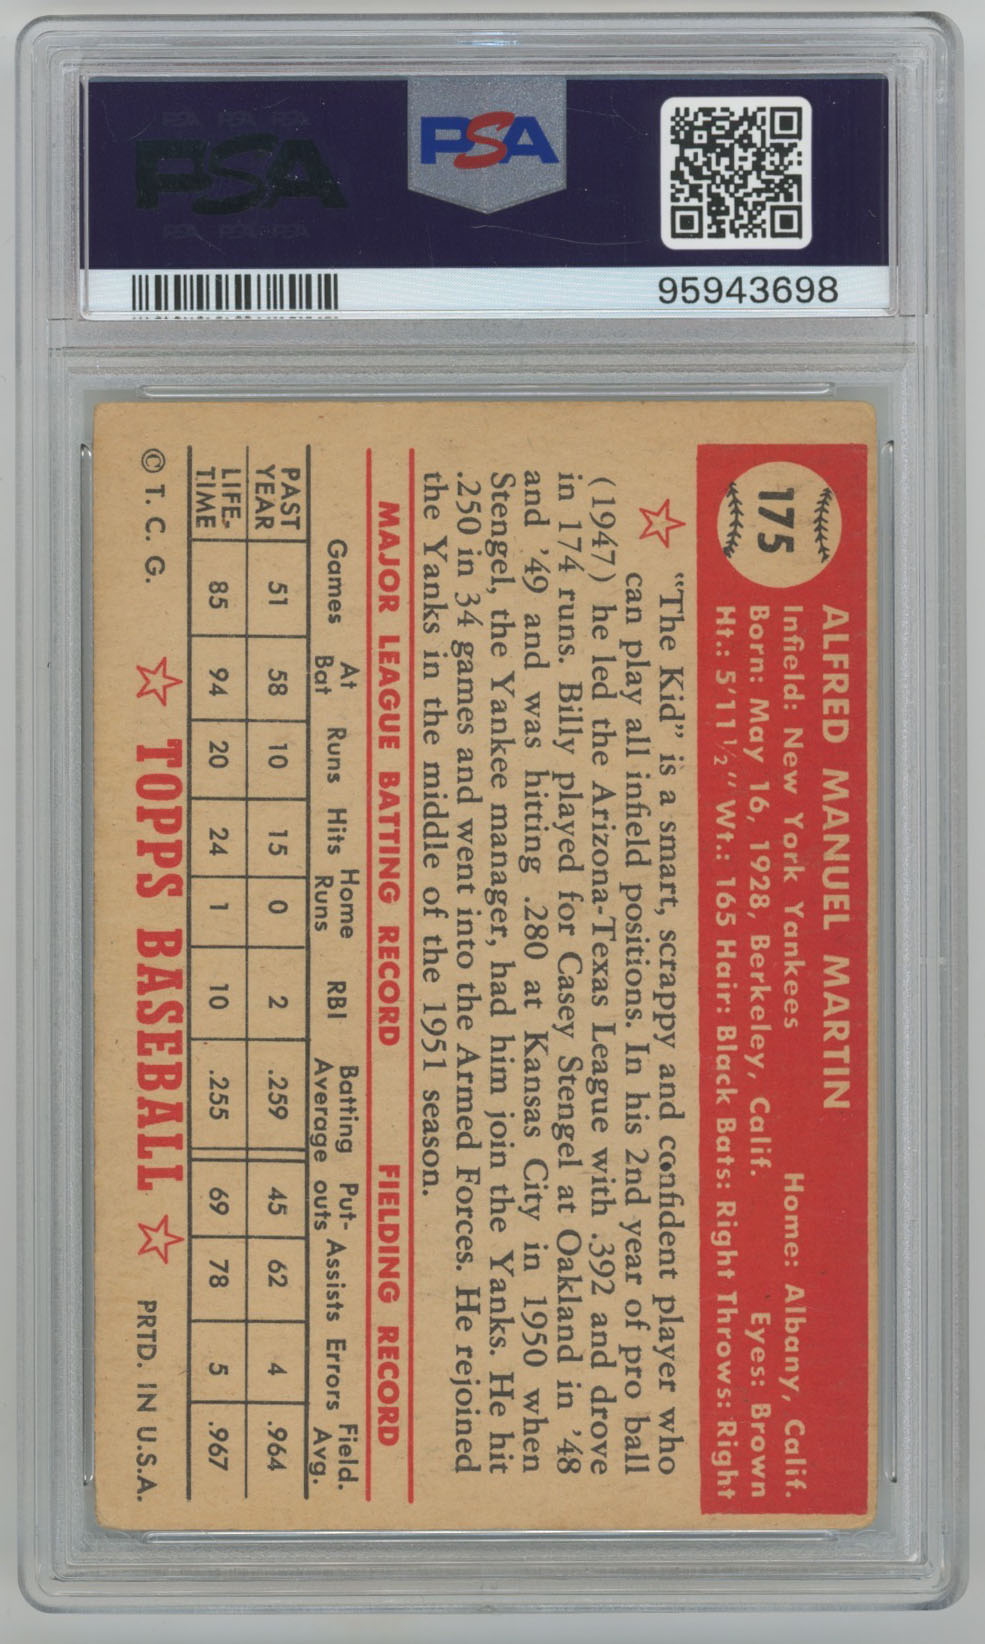 PSA PSA PSA
PSA
PSA PSA PSA
PSA
95943698
175
ALFRED MANUEL MARTIN
Infield: New York Yankees Home: Albany, Calif.
Born: May 16, 1928, Berkeley, Calif. Eyes: Brown
Ht.: 5'11½" Wt.: 165 Hair: Black Bats: Right Throws: Right
"The Kid" is a smart, scrappy and confident player who
can play all infield positions. In his 2nd year of pro ball
(1947) he led the Arizona-Texas League with .392 and drove
in 174 runs. Billy played for Casey Stengel at Oakland in '48
and '49 and was hitting .280 at Kansas City in 1950 when
Stengel, the Yankee manager, had him join the Yanks. He hit
.250 in 34 games and went into the Armed Forces. He rejoined
the Yanks in the middle of the 1951 season.
MAJOR LEAGUE BATTING RECORD FIELDING RECORD
Games At Bat Runs Hits Home Runs RBI Batting Average Put-outs Assists Errors Field. Avg.
PAST YEAR 51 58 10 15 0 2 .259 45 62 4 .964
LIFE-TIME 85 94 20 24 1 10 .255 69 78 5 .967
© T. C. G. TOPPS BASEBALL PRTD. IN U.S.A.